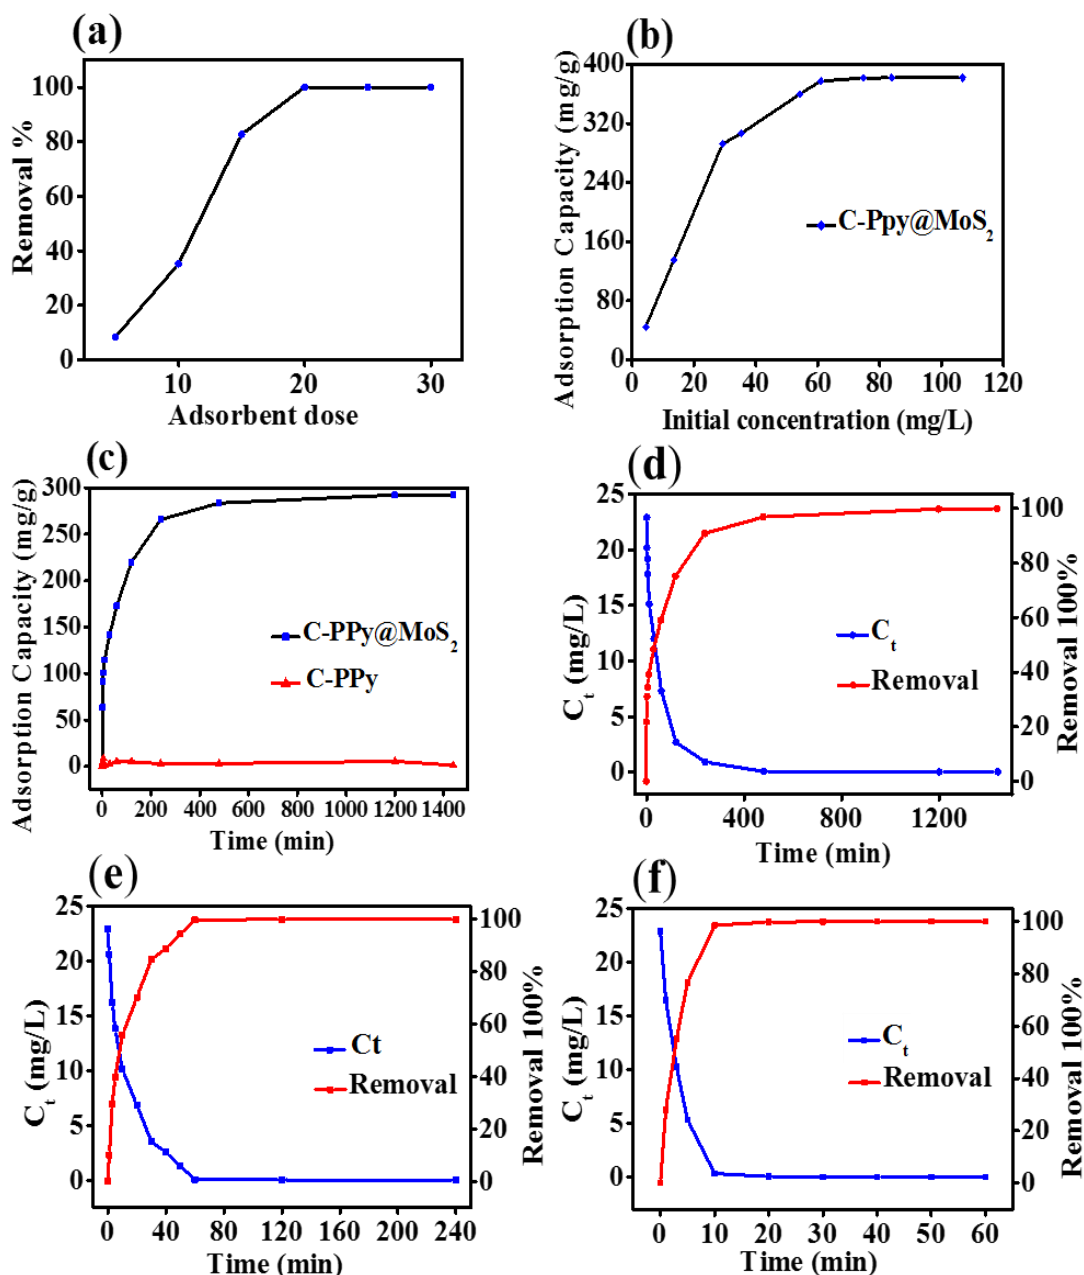 (a)
Removal %
100
80
60
40
20
0
10 20 30
Adsorbent dose
(b)
Adsorption Capacity (mg/g)
400
320
240
160
80
0
C-Ppy@MoS₂
0 20 40 60 80 100 120
Initial concentration (mg/L)
(c)
Adsorption Capacity (mg/g)
300
250
200
150
100
50
0
C-PPy@MoS₂
C-PPy
0 200 400 600 800 1000 1200 1400
Time (min)
(d)
Cₜ (mg/L)
25
20
15
10
5
0
Cₜ
Removal
100
80
60
40
20
0
Removal 100%
0 400 800 1200
Time (min)
(e)
Cₜ (mg/L)
25
20
15
10
5
0
Ct
Removal
100
80
60
40
20
0
Removal 100%
0 40 80 120 160 200 240
Time (min)
(f)
Cₜ (mg/L)
25
20
15
10
5
0
Cₜ
Removal
100
80
60
40
20
0
Removal 100%
0 10 20 30 40 50 60
Time (min)